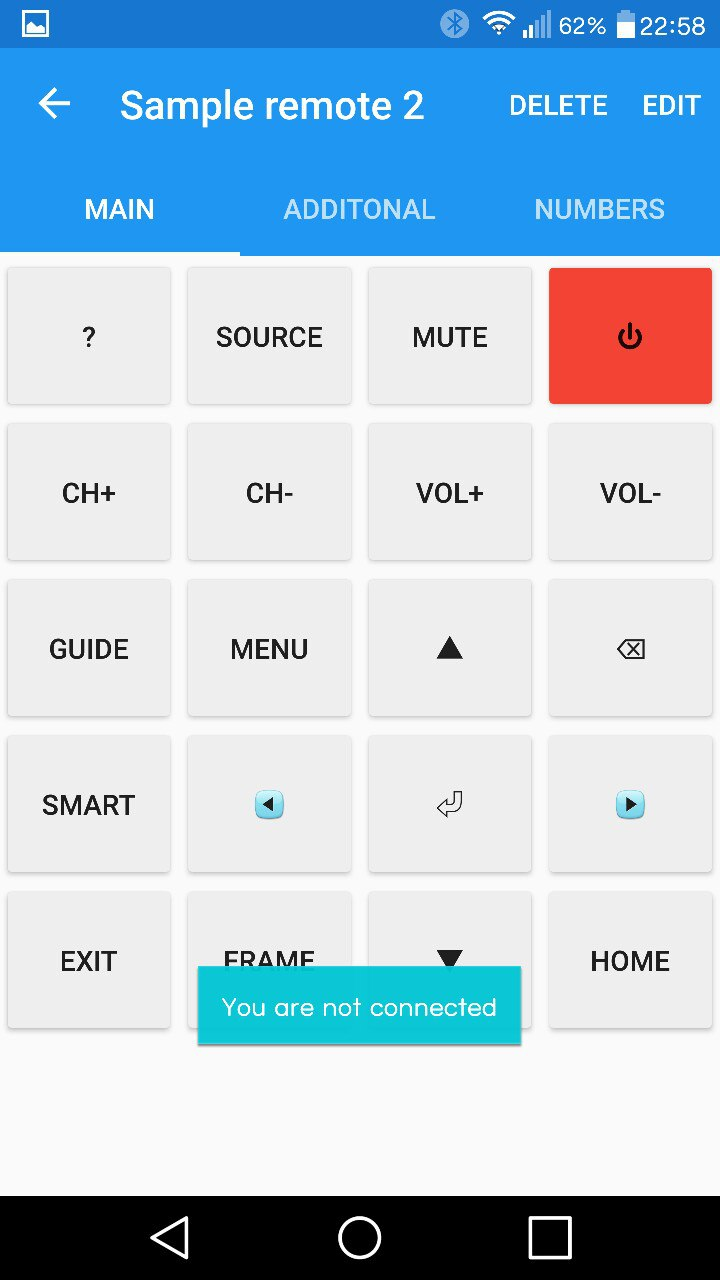 62% 22:58
Sample remote 2 DELETE EDIT
MAIN ADDITONAL NUMBERS
? SOURCE MUTE
CH+ CH- VOL+ VOL-
GUIDE MENU ▲ ⌫
SMART ◀ ▶
EXIT FRAME ▼ HOME
You are not connected